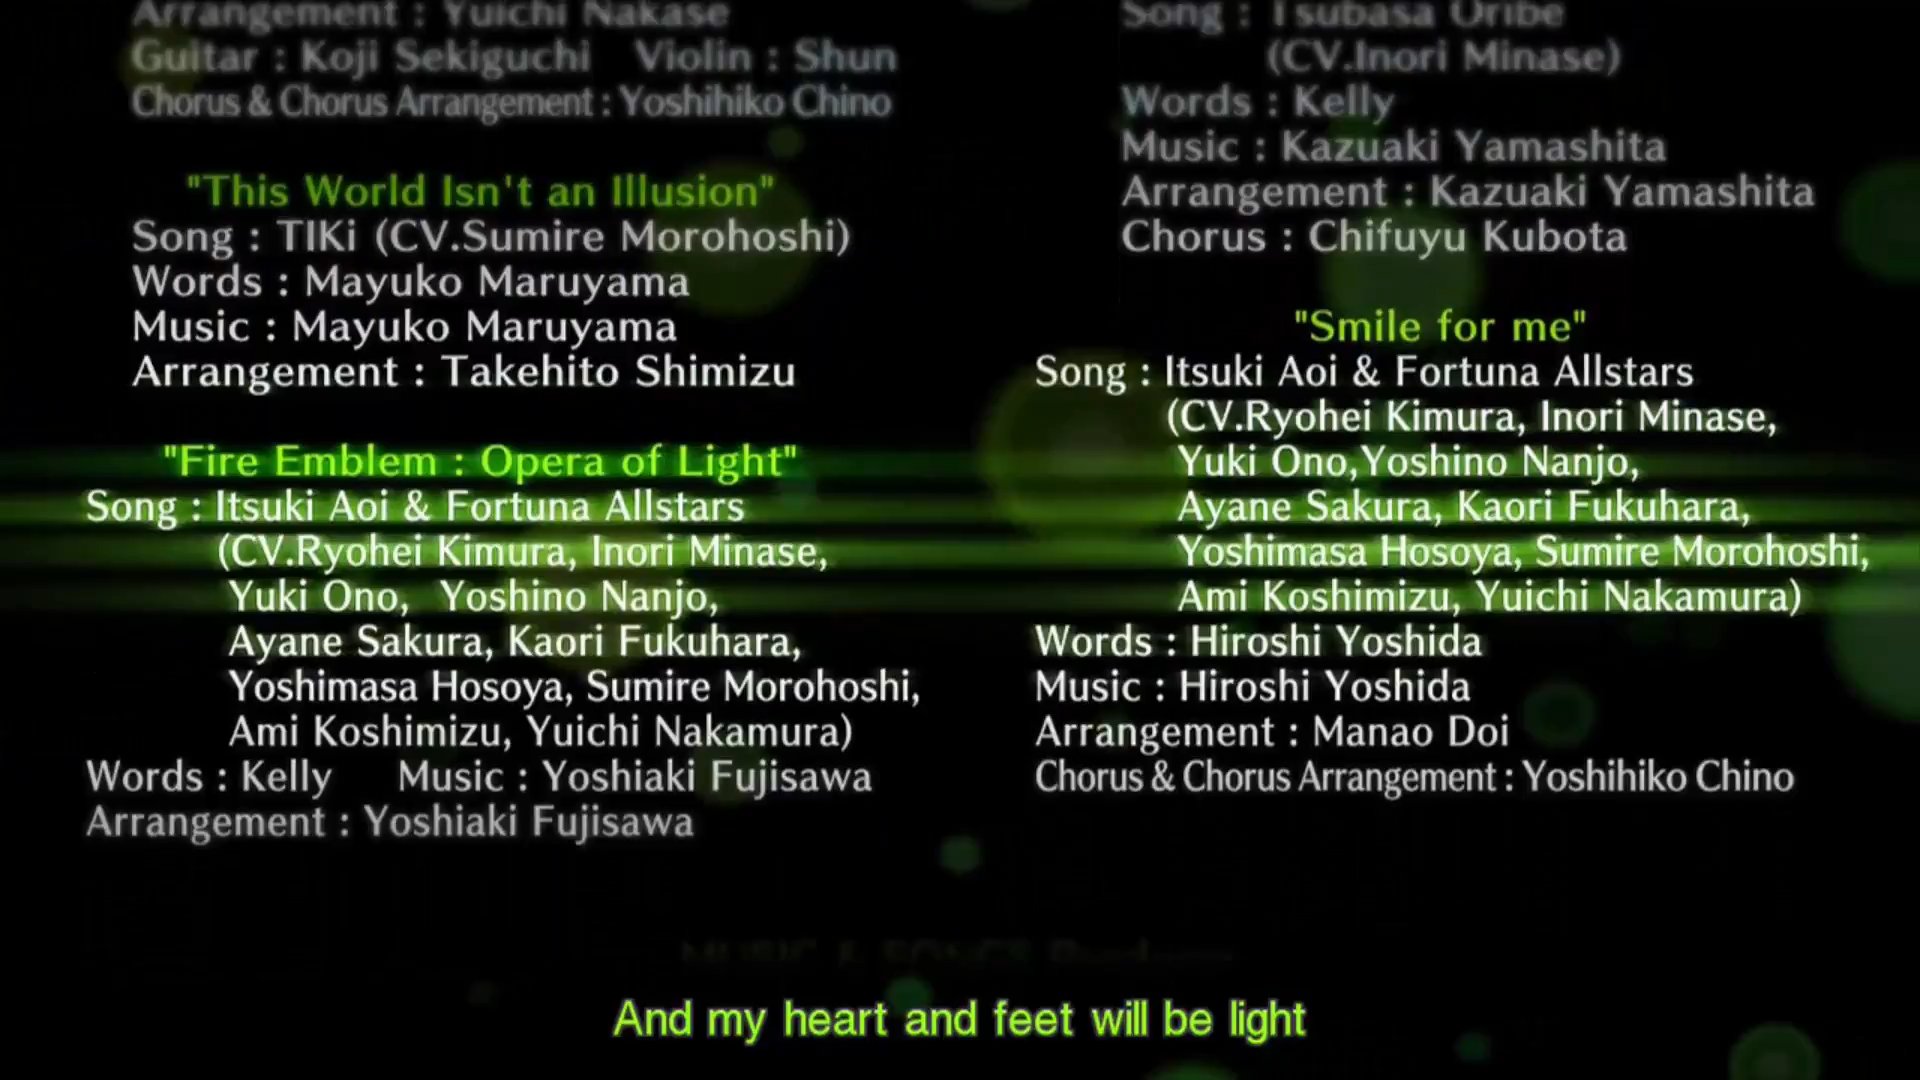 Arrangement : Yuichi Nakase
Guitar : Koji Sekiguchi Violin : Shun
Chorus & Chorus Arrangement : Yoshihiko Chino
"This World Isn't an Illusion"
Song : TIKi (CV.Sumire Morohoshi)
Words : Mayuko Maruyama
Music : Mayuko Maruyama
Arrangement : Takehito Shimizu
"Fire Emblem : Opera of Light"
Song : Itsuki Aoi & Fortuna Allstars
(CV.Ryohei Kimura, Inori Minase,
Yuki Ono, Yoshino Nanjo,
Ayane Sakura, Kaori Fukuhara,
Yoshimasa Hosoya, Sumire Morohoshi,
Ami Koshimizu, Yuichi Nakamura)
Words : Kelly Music : Yoshiaki Fujisawa
Arrangement : Yoshiaki Fujisawa
Song : Tsubasa Oribe
(CV.Inori Minase)
Words : Kelly
Music : Kazuaki Yamashita
Arrangement : Kazuaki Yamashita
Chorus : Chifuyu Kubota
"Smile for me"
Song : Itsuki Aoi & Fortuna Allstars
(CV.Ryohei Kimura, Inori Minase,
Yuki Ono,Yoshino Nanjo,
Ayane Sakura, Kaori Fukuhara,
Yoshimasa Hosoya, Sumire Morohoshi,
Ami Koshimizu, Yuichi Nakamura)
Words : Hiroshi Yoshida
Music : Hiroshi Yoshida
Arrangement : Manao Doi
Chorus & Chorus Arrangement : Yoshihiko Chino
MUSIC & SONGS
And my heart and feet will be light